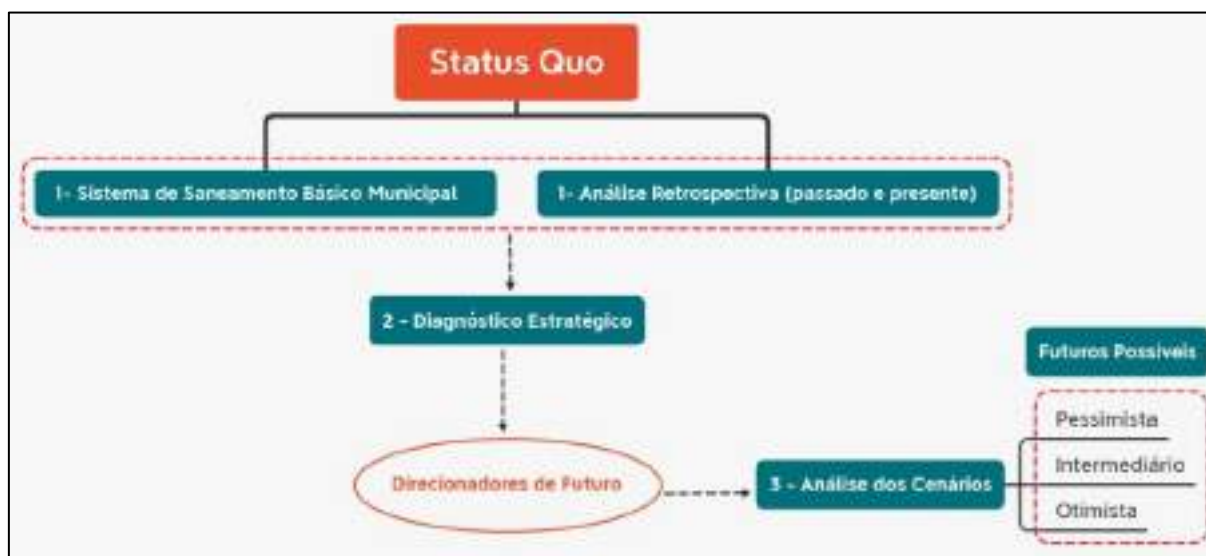 Status Quo
1- Sistema de Saneamento Básico Municipal
1- Análise Retrospectiva (passado e presente)
2 - Diagnóstico Estratégico
Direcionadores de Futuro
3 - Análise dos Cenários
Futuros Possíveis
Pessimista
Intermediário
Otimista